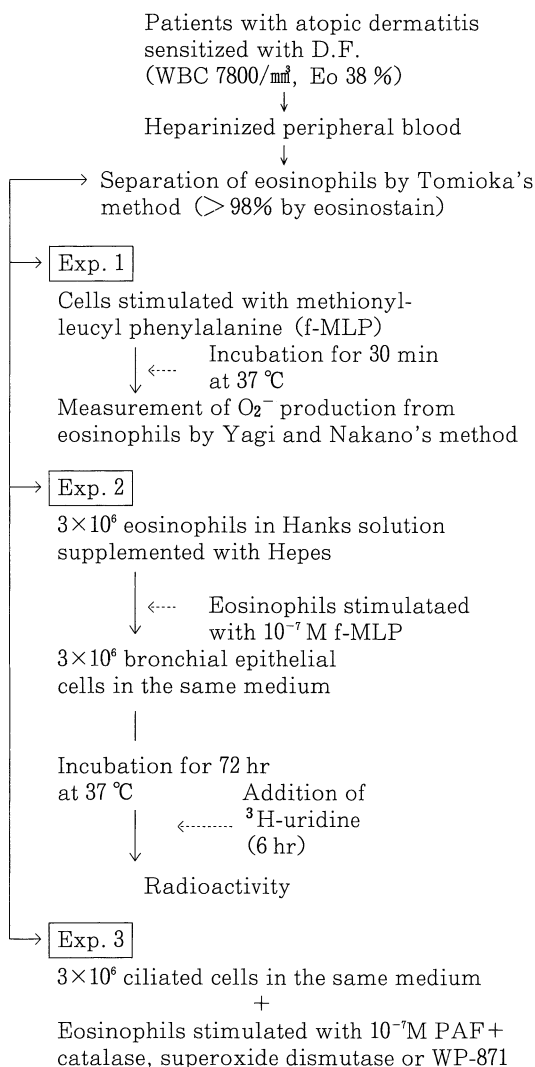 Patients with atopic dermatitis
sensitized with D.F.
(WBC 7800/㎣, Eo 38 %)
Heparinized peripheral blood
Separation of eosinophils by Tomioka's
method (>98% by eosinostain)
Exp. 1
Cells stimulated with methionyl-
leucyl phenylalanine (f-MLP)
Incubation for 30 min
at 37 ℃
Measurement of O₂⁻ production from
eosinophils by Yagi and Nakano's method
Exp. 2
3×10⁶ eosinophils in Hanks solution
supplemented with Hepes
Eosinophils stimulataed
with 10⁻⁷ M f-MLP
3×10⁶ bronchial epithelial
cells in the same medium
Incubation for 72 hr
at 37 ℃
Addition of
³H-uridine
(6 hr)
Radioactivity
Exp. 3
3×10⁶ ciliated cells in the same medium
+
Eosinophils stimulated with 10⁻⁷M PAF+
catalase, superoxide dismutase or WP-871